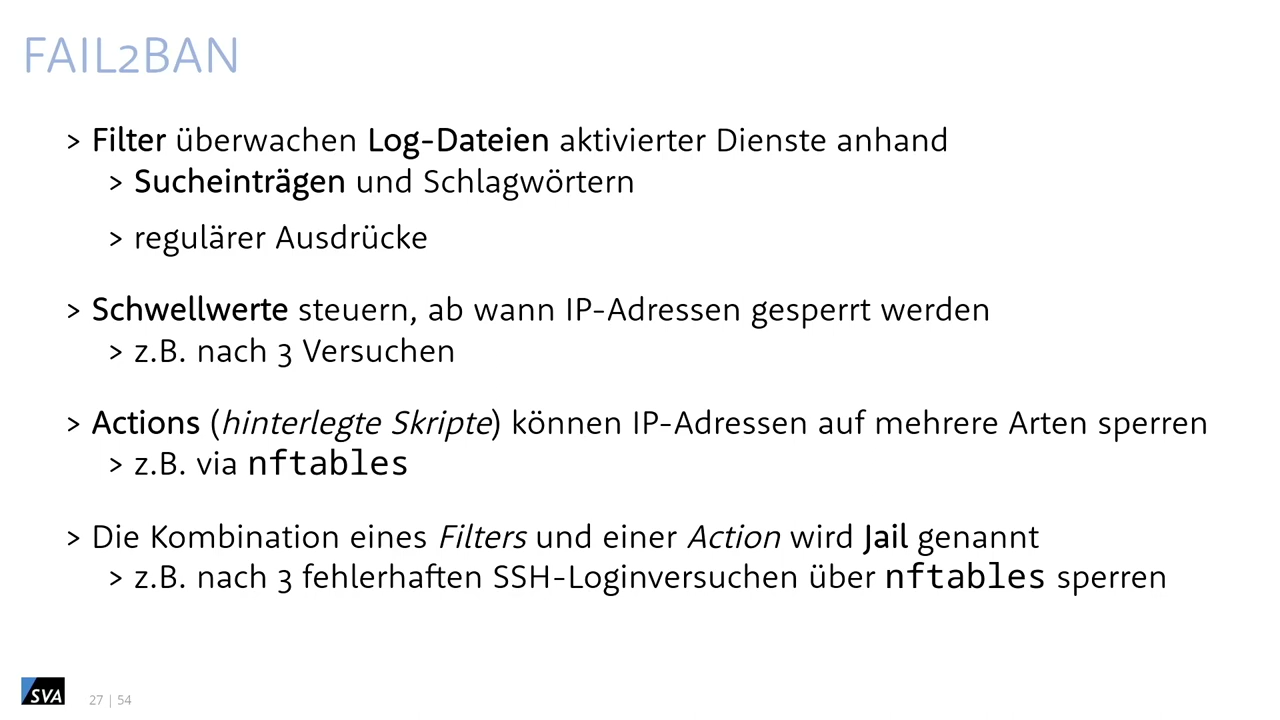 FAIL2BAN
> Filter überwachen Log-Dateien aktivierter Dienste anhand
> Sucheinträgen und Schlagwörtern
> regulärer Ausdrücke
> Schwellwerte steuern, ab wann IP-Adressen gesperrt werden
> z.B. nach 3 Versuchen
> Actions (hinterlegte Skripte) können IP-Adressen auf mehrere Arten sperren
> z.B. via nftables
> Die Kombination eines Filters und einer Action wird Jail genannt
> z.B. nach 3 fehlerhaften SSH-Loginversuchen über nftables sperren
SVA
27 | 54